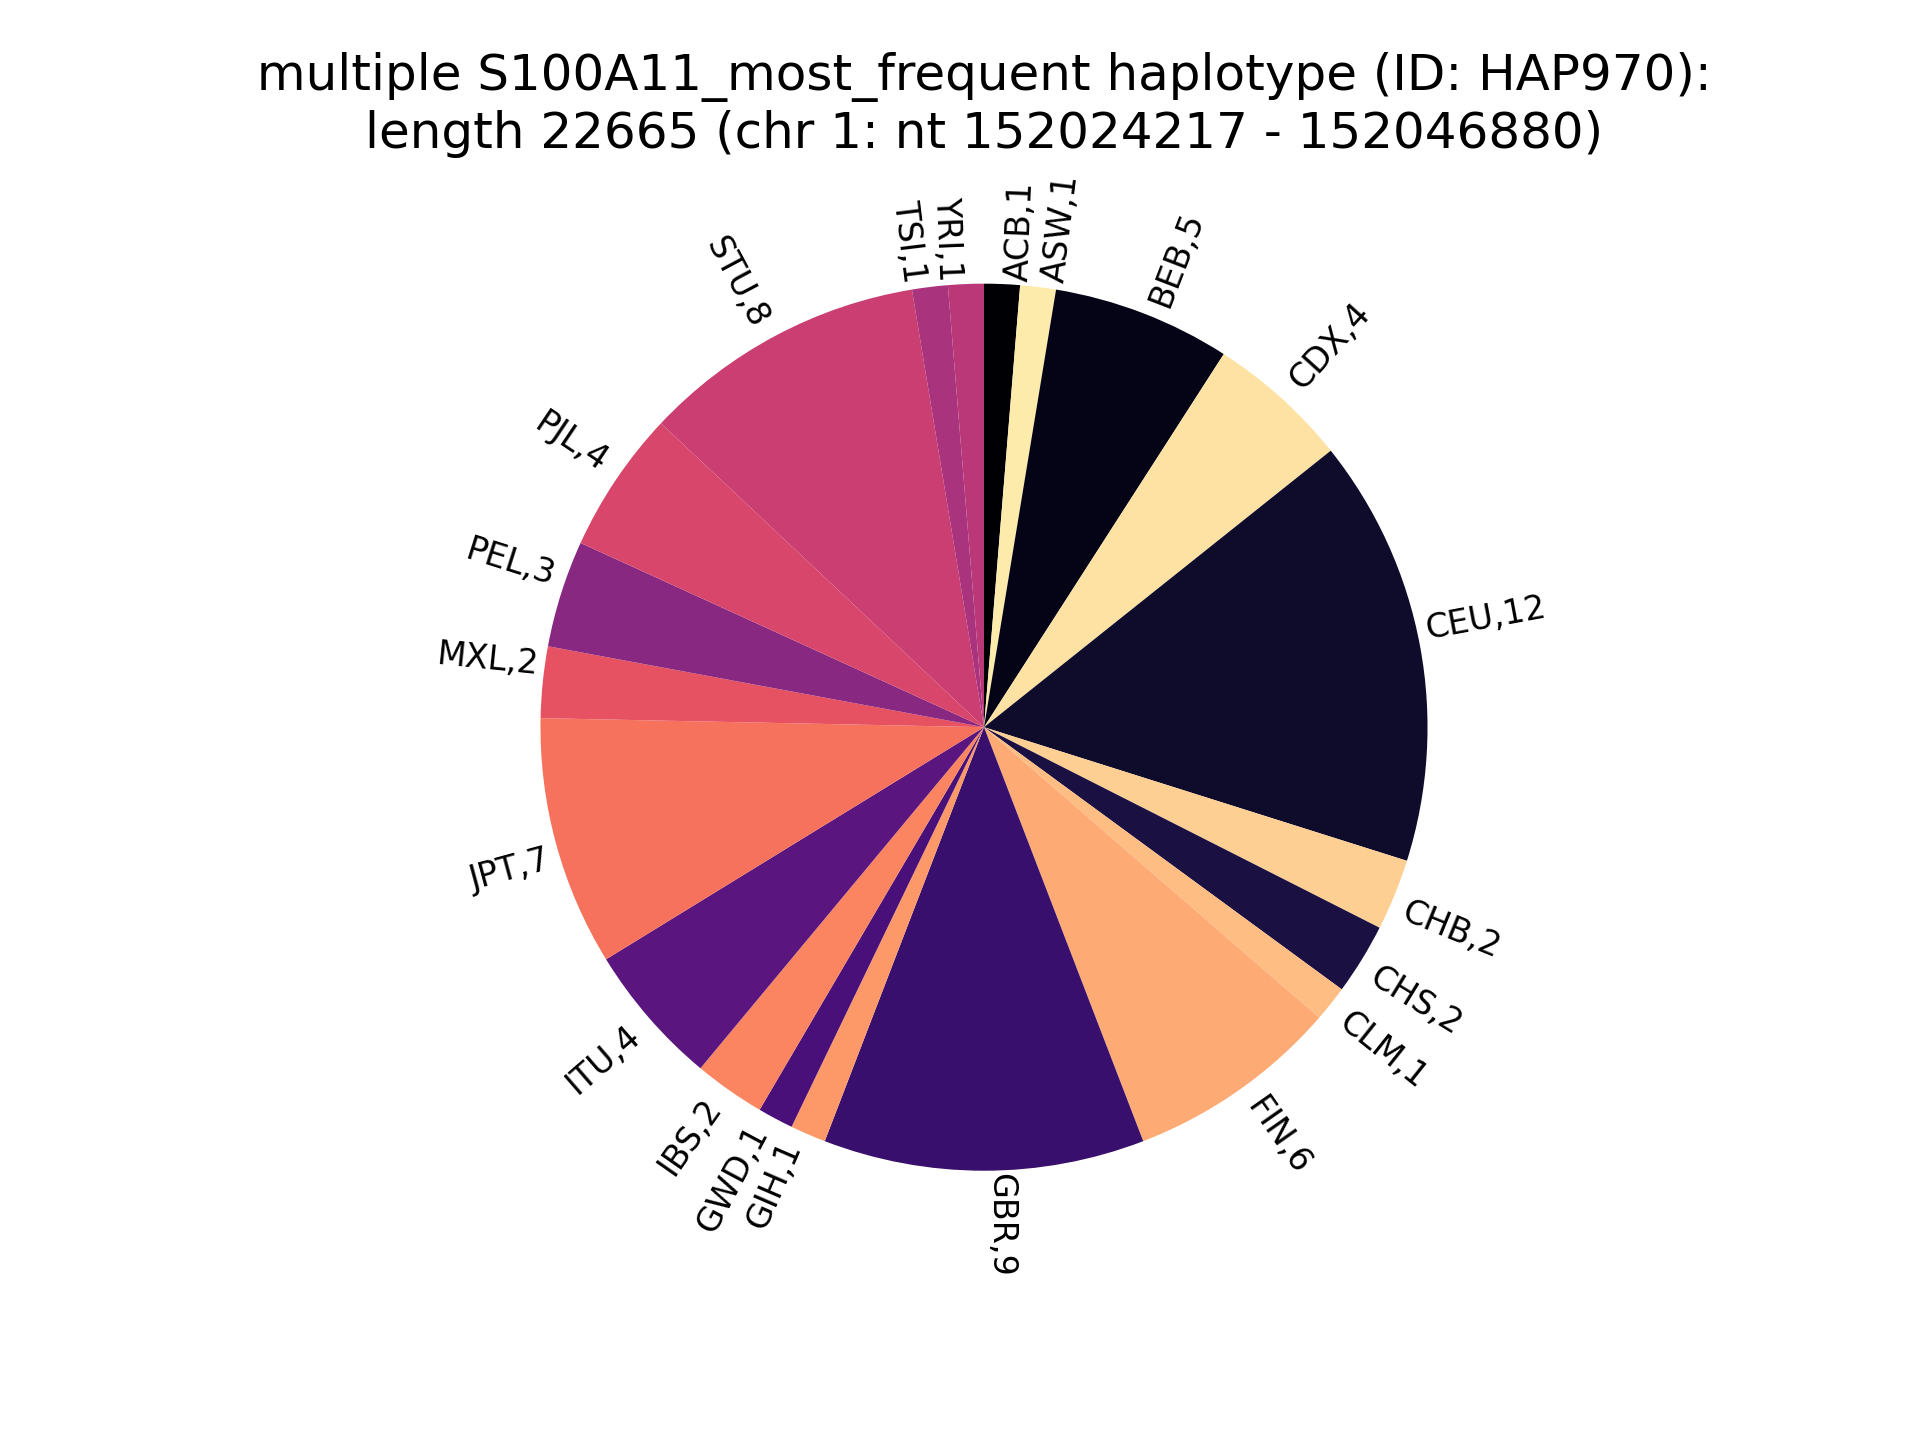 multiple S100A11_most_frequent haplotype (ID: HAP970):
length 22665 (chr 1: nt 152024217 - 152046880)
ACB,1
ASW,1
BEB,5
CDX,4
CEU,12
CHB,2
CHS,2
CLM,1
FIN,6
GBR,9
GIH,1
GWD,1
IBS,2
ITU,4
JPT,7
MXL,2
PEL,3
PJL,4
STU,8
TSI,1
YRI,1